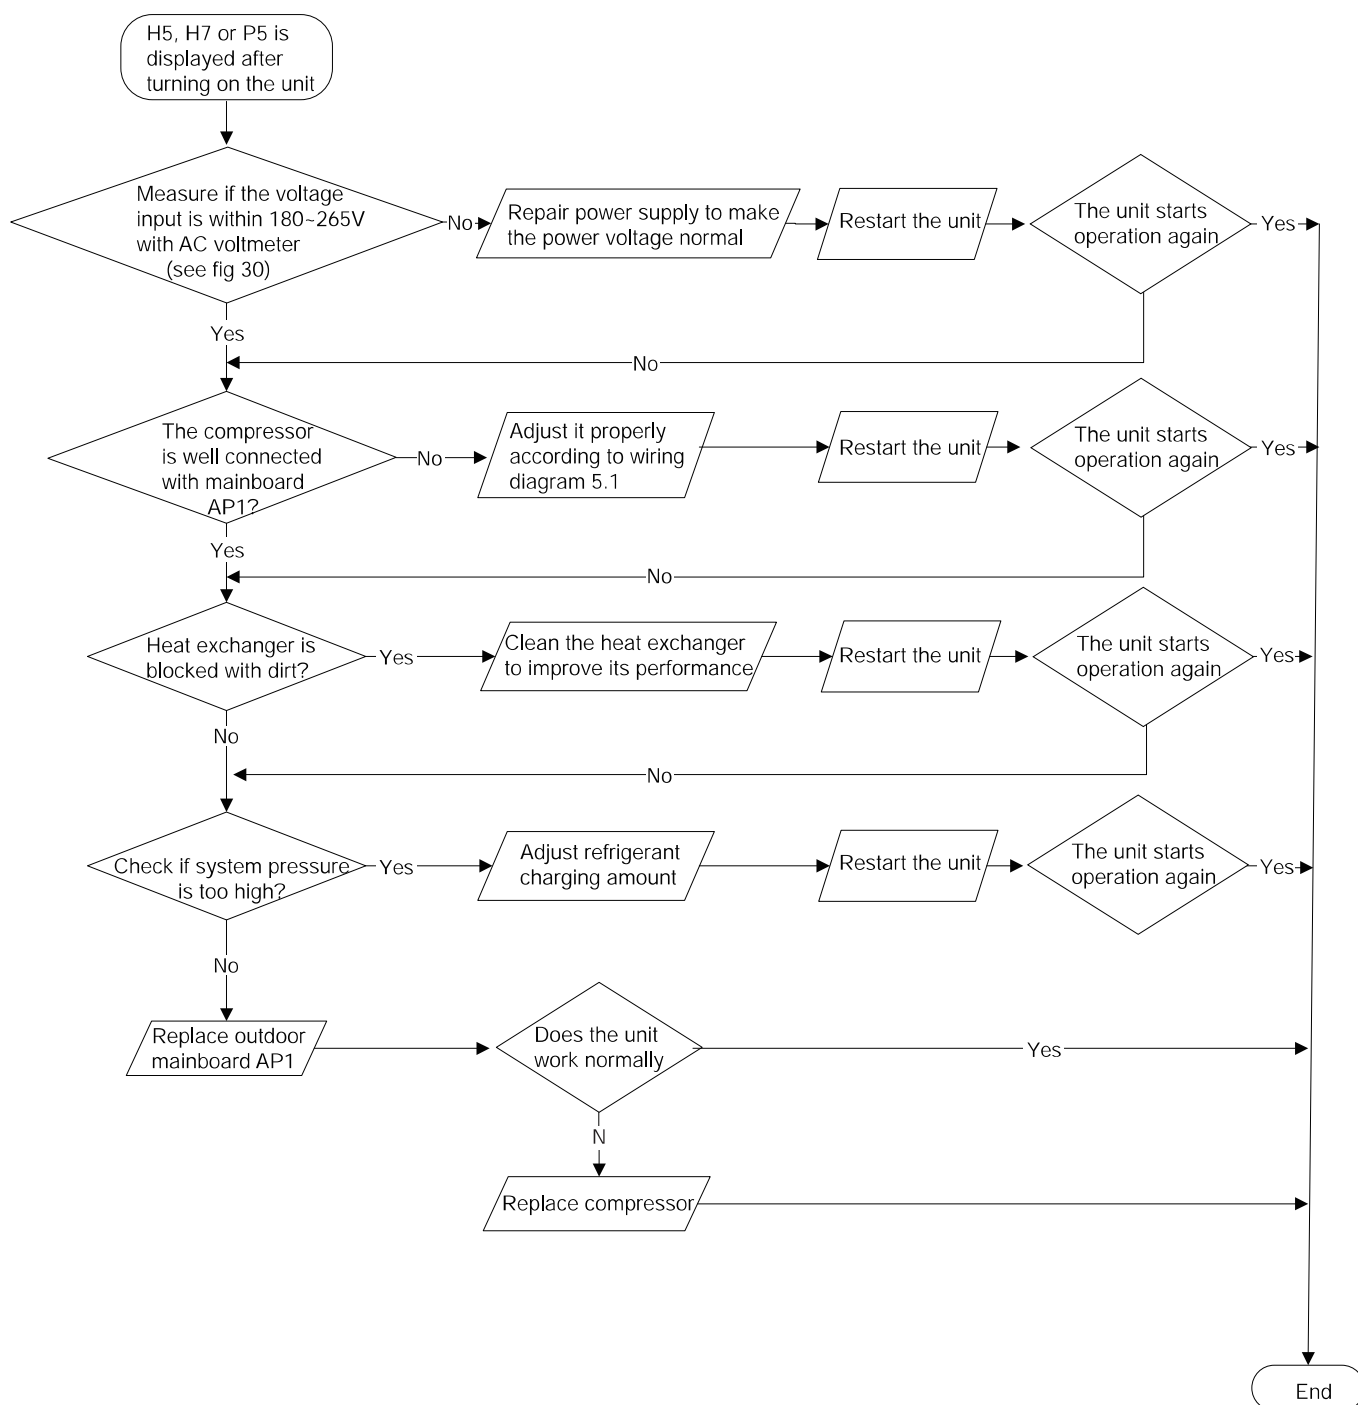 H5, H7 or P5 is
displayed after
turning on the unit
Measure if the voltage
input is within 180~265V
with AC voltmeter
(see fig 30)
No
Repair power supply to make
the power voltage normal
Restart the unit
The unit starts
operation again
Yes
Yes
No
The compressor
is well connected
with mainboard
AP1?
No
Adjust it properly
according to wiring
diagram 5.1
Restart the unit
The unit starts
operation again
Yes
Yes
No
Heat exchanger is
blocked with dirt?
Yes
Clean the heat exchanger
to improve its performance
Restart the unit
The unit starts
operation again
Yes
No
No
Check if system pressure
is too high?
Yes
Adjust refrigerant
charging amount
Restart the unit
The unit starts
operation again
Yes
No
Replace outdoor
mainboard AP1
Does the unit
work normally
Yes
N
Replace compressor
End